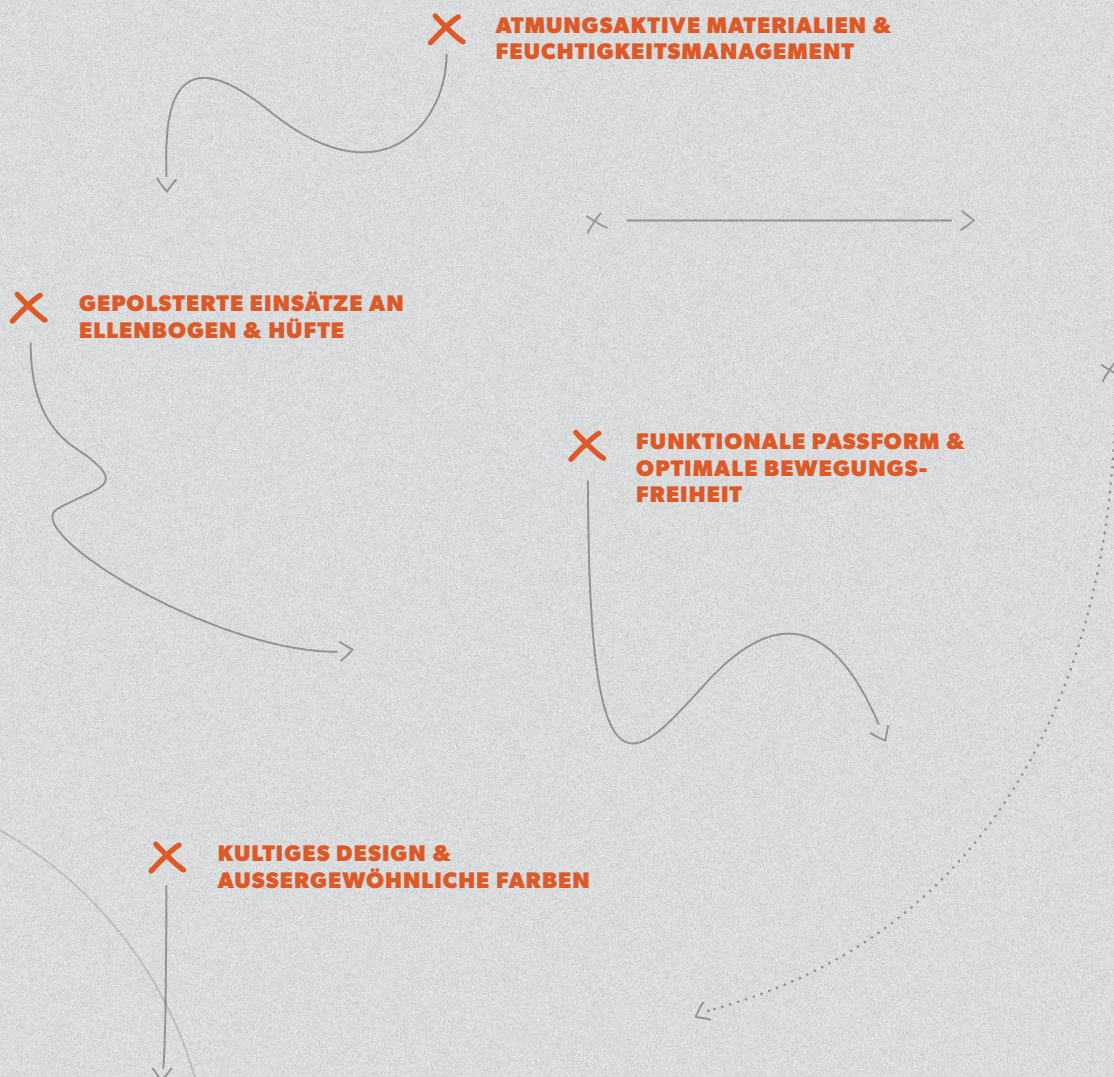 ATMUNGSAKTIVE MATERIALIEN &
FEUCHTIGKEITSMANAGEMENT
GEPOLSTERTE EINSÄTZE AN
ELLENBOGEN & HÜFTE
FUNKTIONALE PASSFORM &
OPTIMALE BEWEGUNGS-
FREIHEIT
KULTIGES DESIGN &
AUSSERGEWÖHNLICHE FARBEN